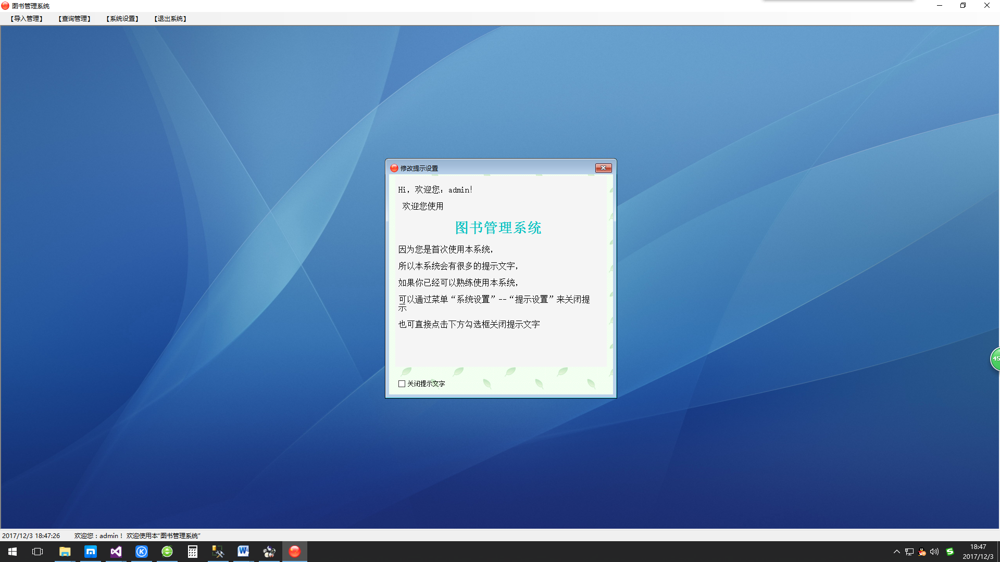 图书管理系统
【导入管理】 【查询管理】 【系统设置】 【退出系统】
修改提示设置
Hi，欢迎您：admin！
欢迎您使用
图书管理系统
因为您是首次使用本系统，
所以本系统会有很多的提示文字，
如果你已经可以熟练使用本系统，
可以通过菜单“系统设置”--“提示设置”来关闭提
示
也可直接点击下方勾选框关闭提示文字
关闭提示文字
45
2017/12/3 18:47:26 欢迎您：admin！ 欢迎使用本“图书管理系统”
18:47
2017/12/3